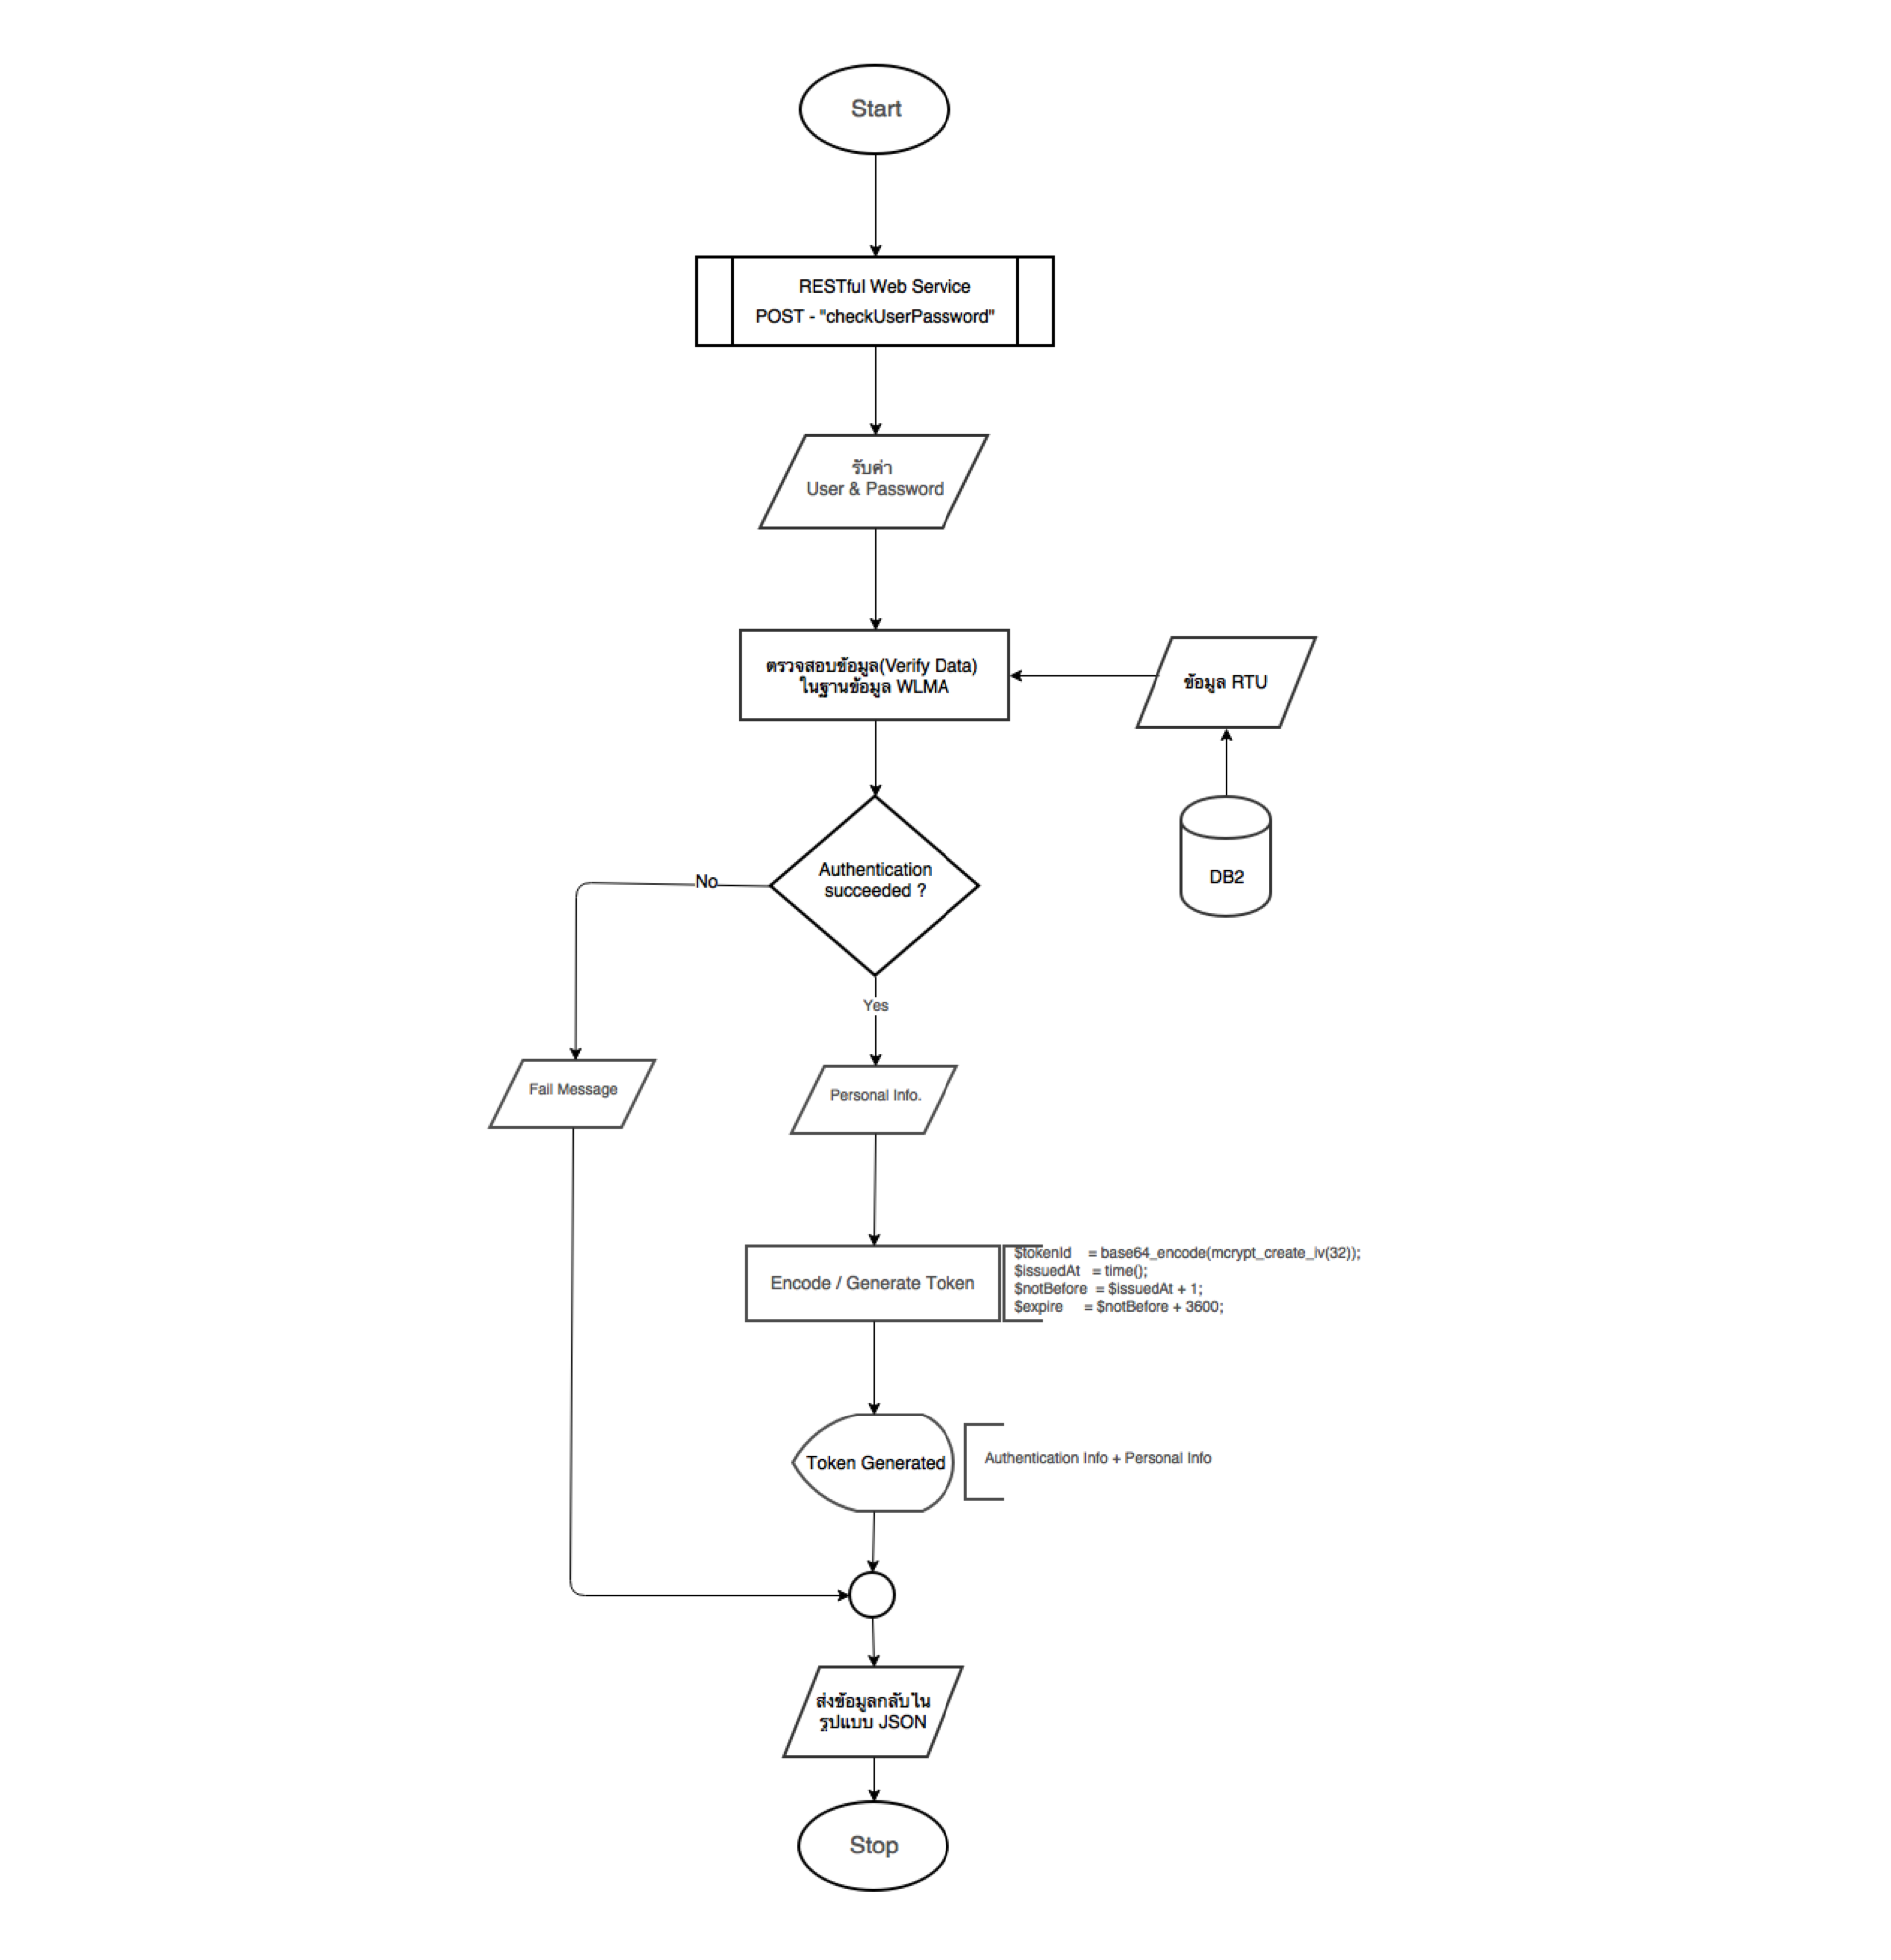 Start
RESTful Web Service
POST - "checkUserPassword"
รับค่า
User & Password
ตรวจสอบข้อมูล(Verify Data)
ในฐานข้อมูล WLMA
ข้อมูล RTU
DB2
Authentication
succeeded ?
No
Yes
Fail Message
Personal Info.
Encode / Generate Token
$tokenId = base64_encode(mcrypt_create_iv(32));
$issuedAt = time();
$notBefore = $issuedAt + 1;
$expire = $notBefore + 3600;
Token Generated
Authentication Info + Personal Info
ส่งข้อมูลกลับใน
รูปแบบ JSON
Stop